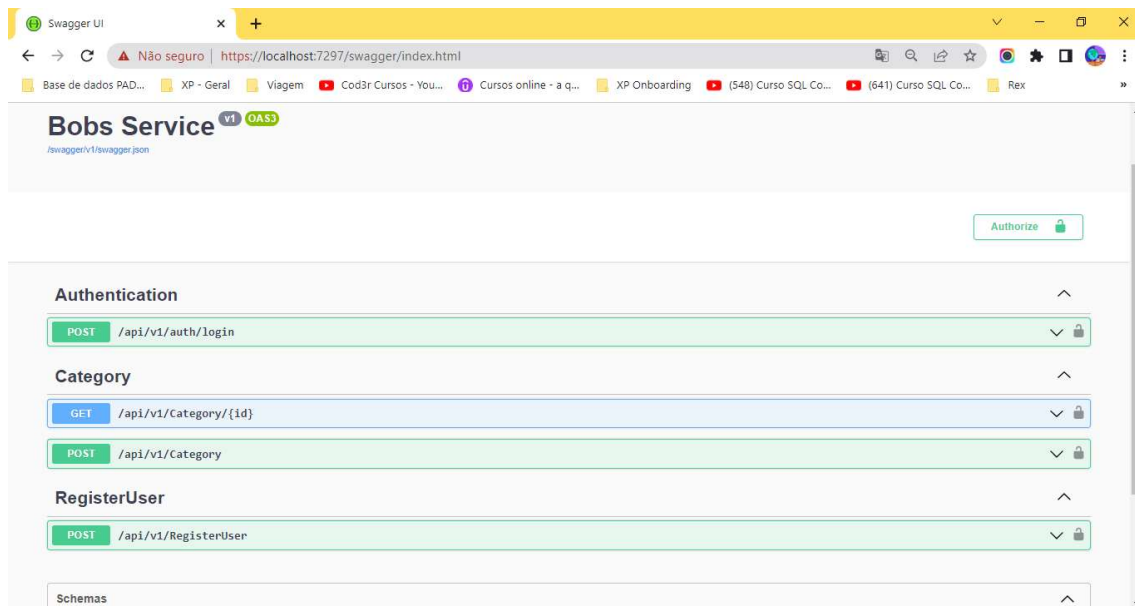 Swagger UI
Não seguro | https://localhost:7297/swagger/index.html
Base de dados PAD... XP - Geral Viagem Cod3r Cursos - You... Cursos online - a q... XP Onboarding (548) Curso SQL Co... (641) Curso SQL Co... Rex »
Bobs Service v1 OAS3
/swagger/v1/swagger.json
Authorize
Authentication
POST /api/v1/auth/login
Category
GET /api/v1/Category/{id}
POST /api/v1/Category
RegisterUser
POST /api/v1/RegisterUser
Schemas